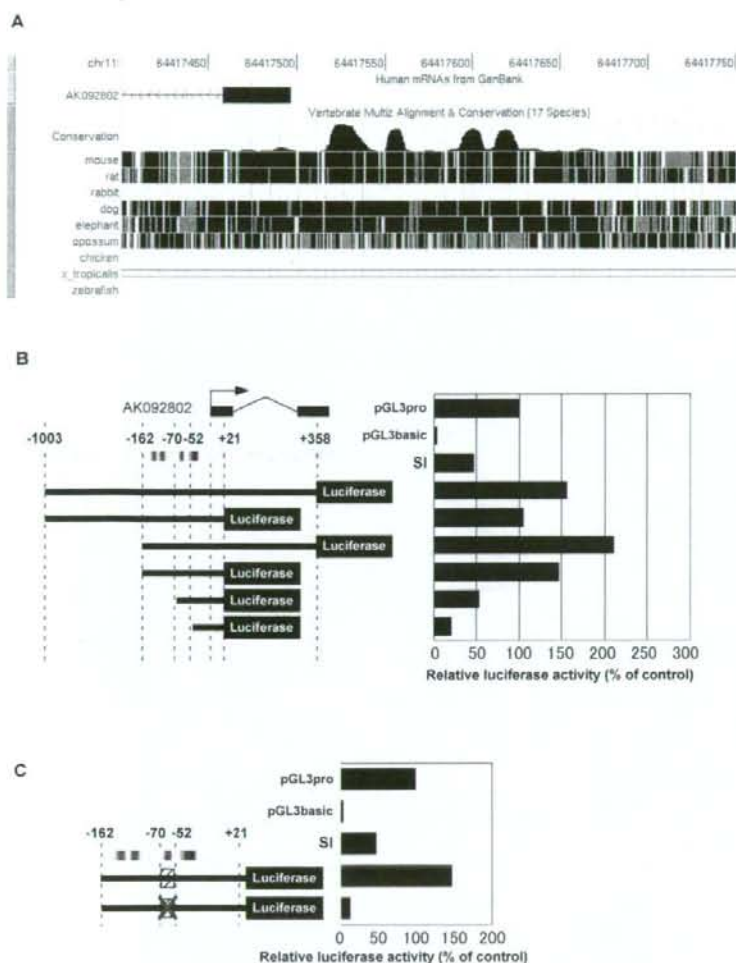 A
chr11: 64417450 64417500 64417550 64417600 64417650 64417700 64417750
Human mRNAs from GenBank
AK092802
Vertebrate Multiz Alignment & Conservation (17 Species)
Conservation
mouse
rat
rabbit
dog
elephant
opossum
chicken
x_tropicalis
zebrafish
B
AK092802
-1003 -162 -70 -52 +21 +358
Luciferase
Luciferase
Luciferase
Luciferase
Luciferase
Luciferase
pGL3pro
pGL3basic
SI
0 50 100 150 200 250 300
Relative luciferase activity (% of control)
C
-162 -70 -52 +21
Luciferase
Luciferase
pGL3pro
pGL3basic
SI
0 50 100 150 200
Relative luciferase activity (% of control)